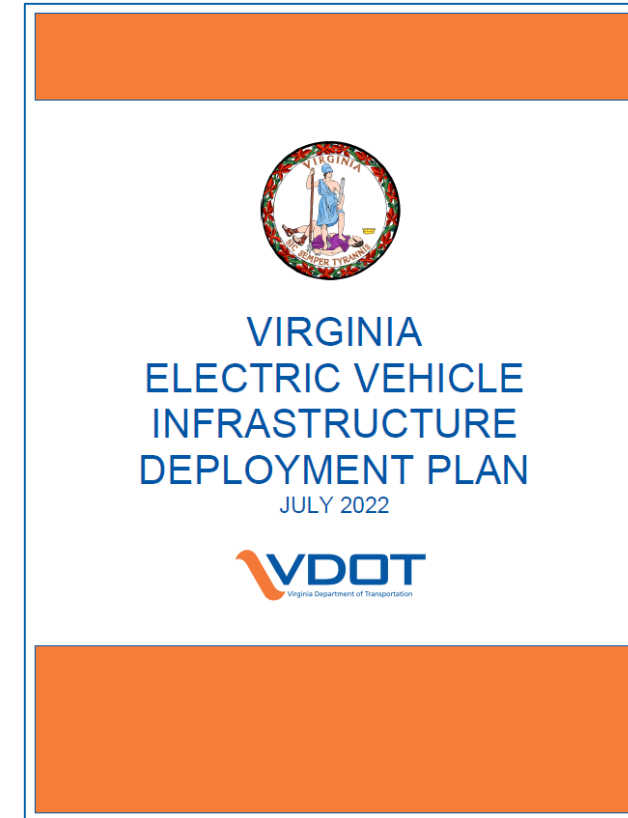 VIRGINIA
SIC SEMPER TYRANNIS
VIRGINIA
ELECTRIC VEHICLE
INFRASTRUCTURE
DEPLOYMENT PLAN
JULY 2022
VDOT
Virginia Department of Transportation